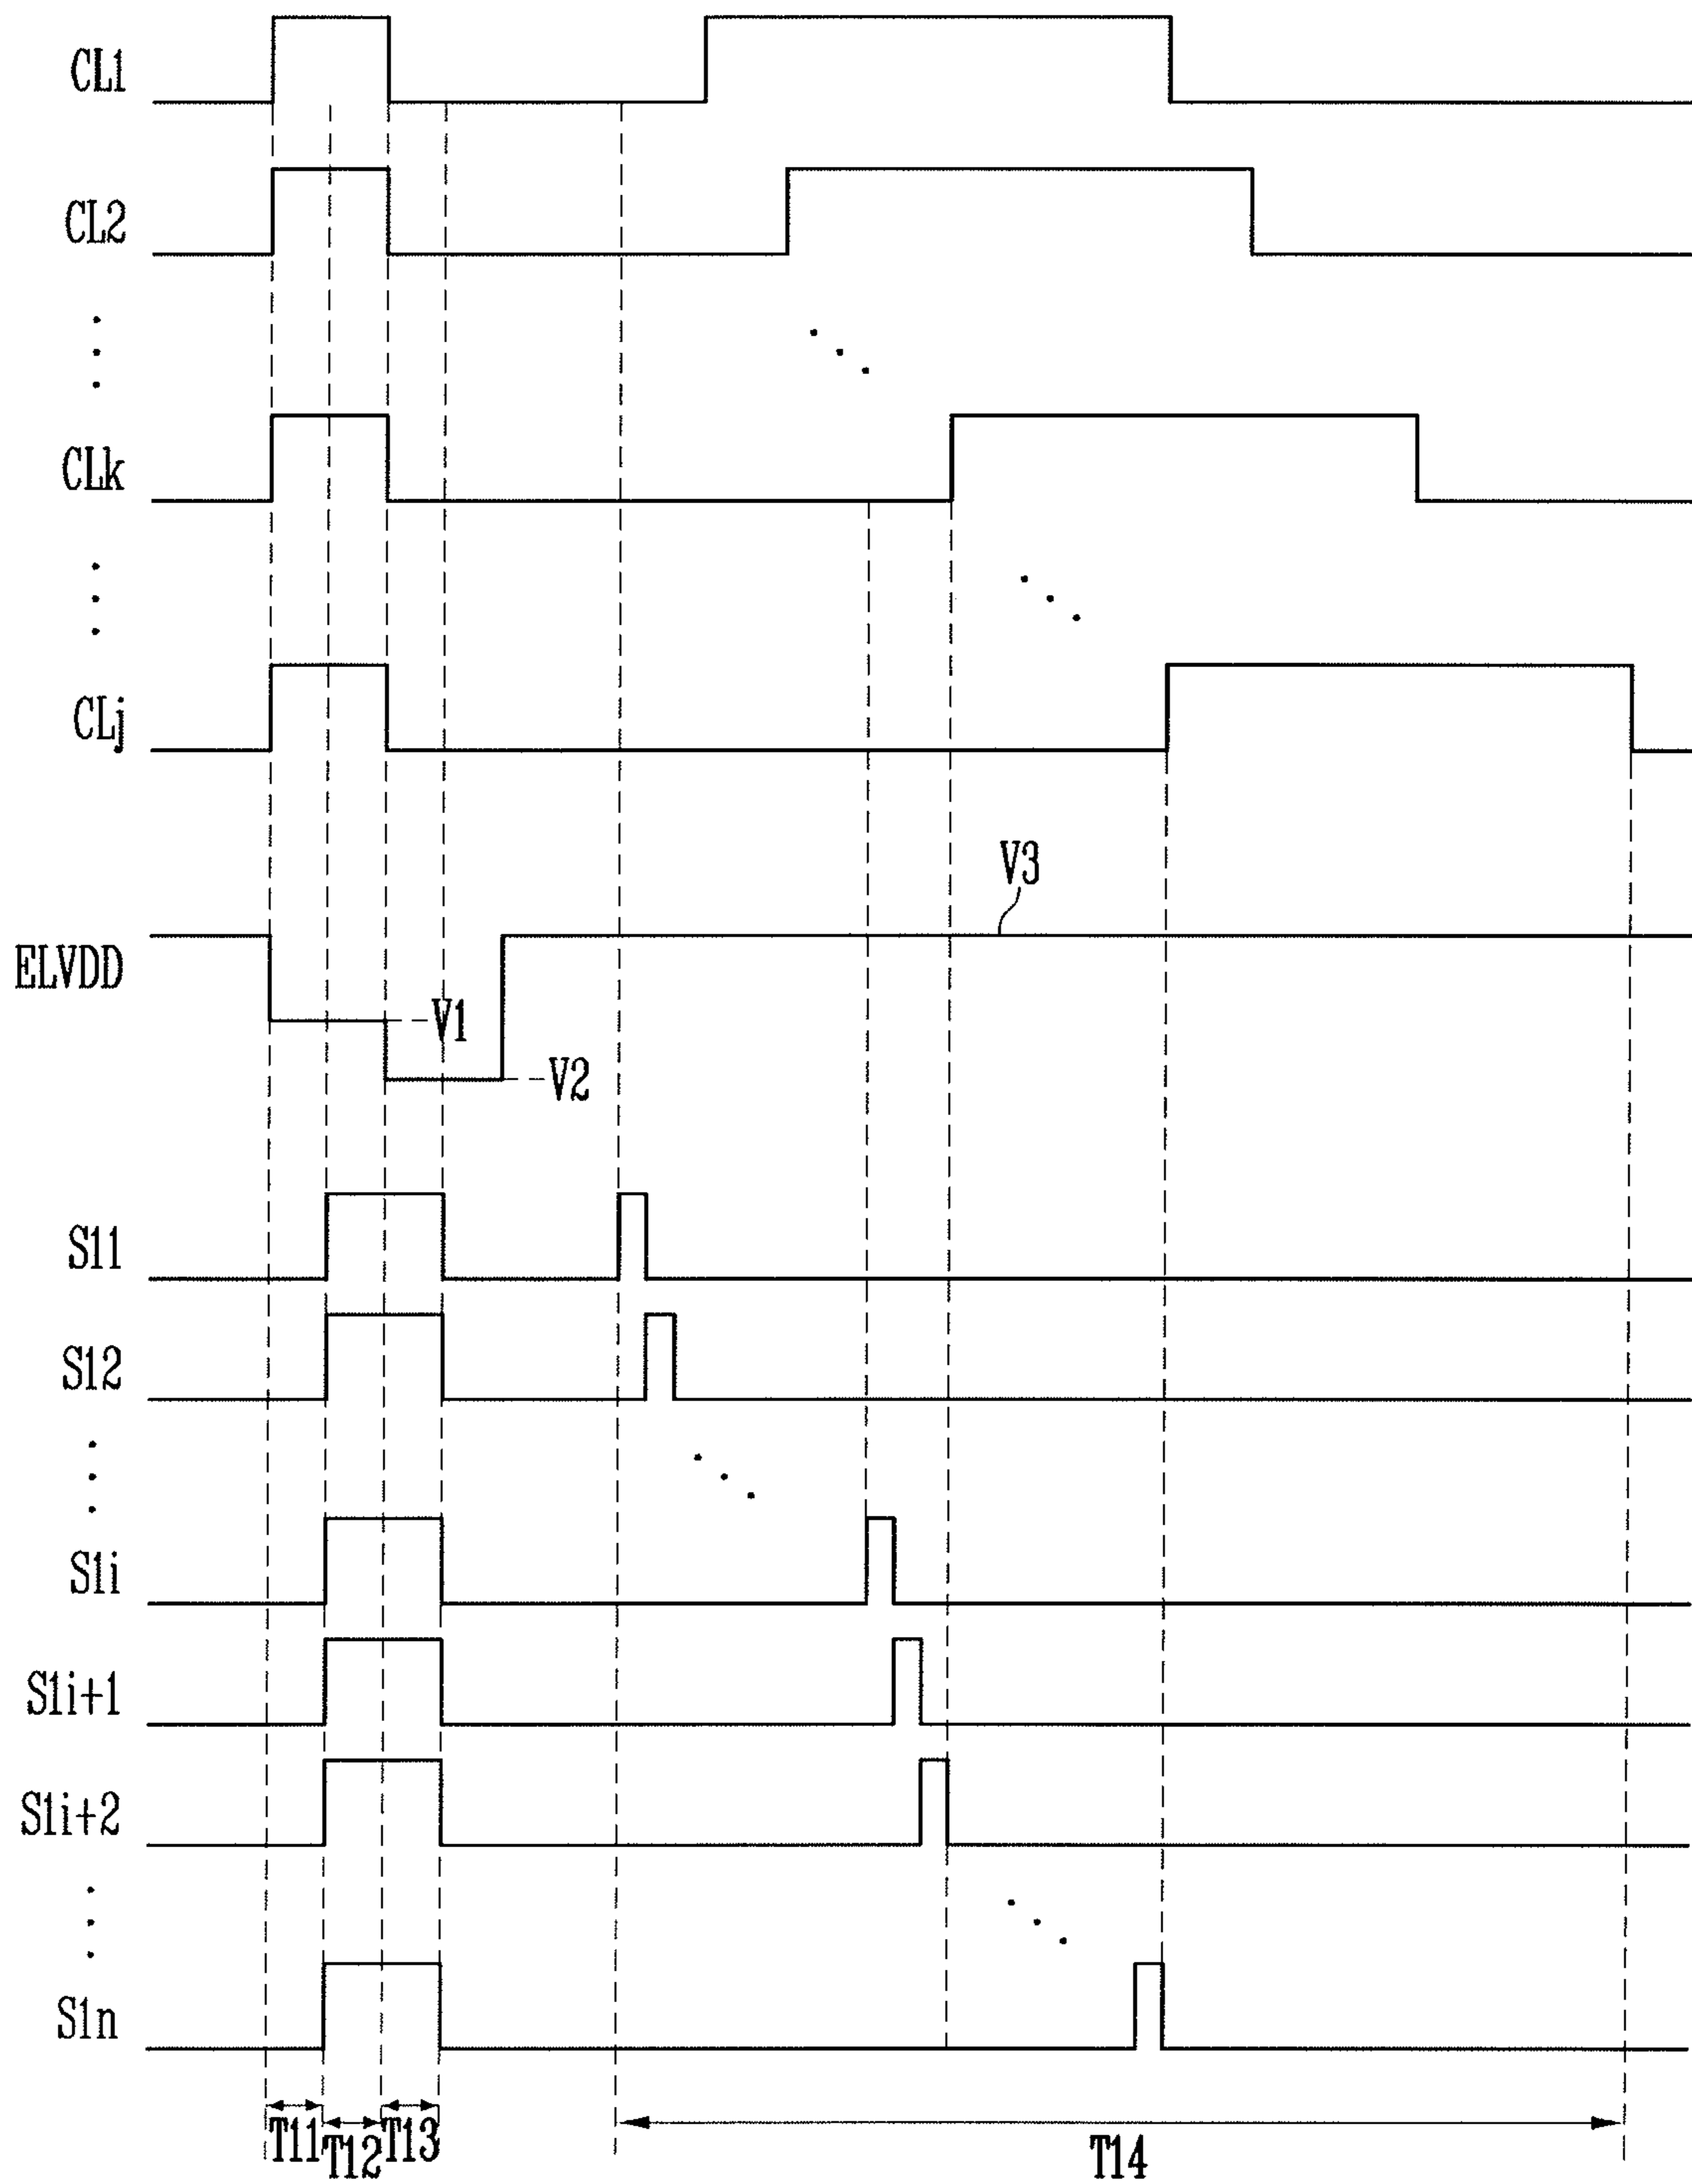 CL1
CL2
CLk
CLj
V3
ELVDD
V1
V2
S11
S12
S1i
S1i+1
S1i+2
S1n
T11
T12
T13
T14